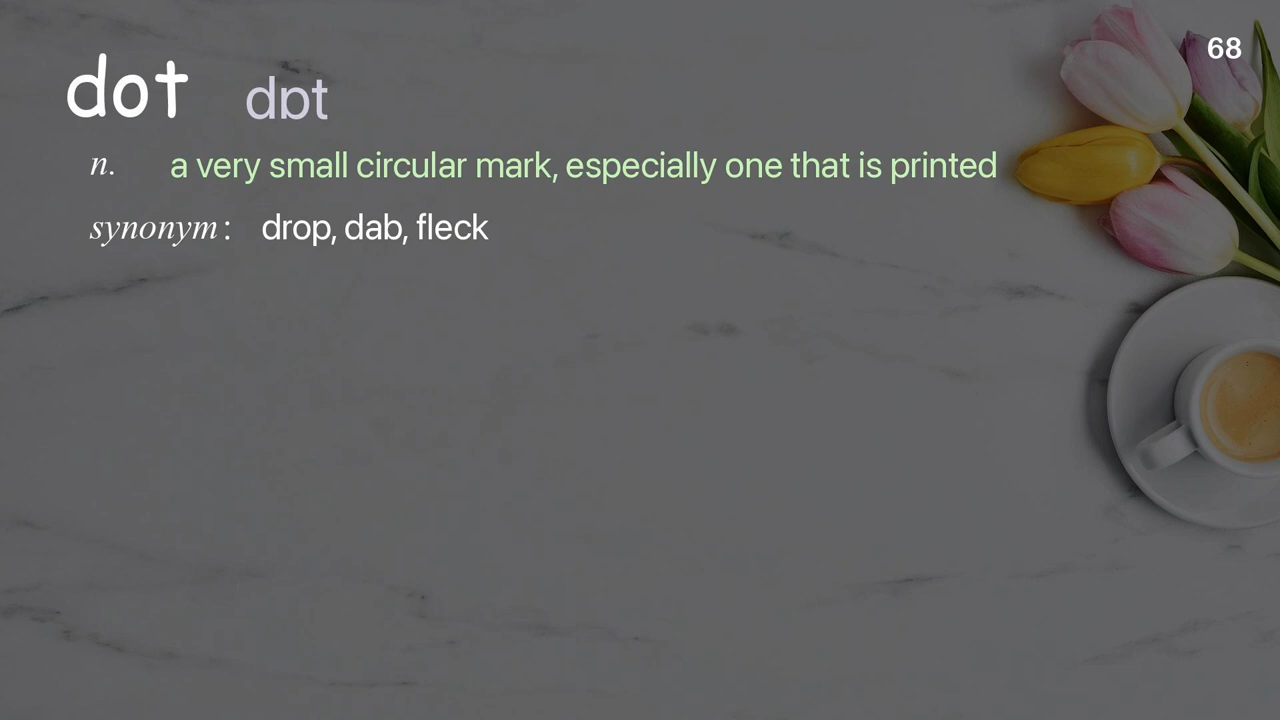 68
dot dɒt
n. a very small circular mark, especially one that is printed
synonym: drop, dab, fleck